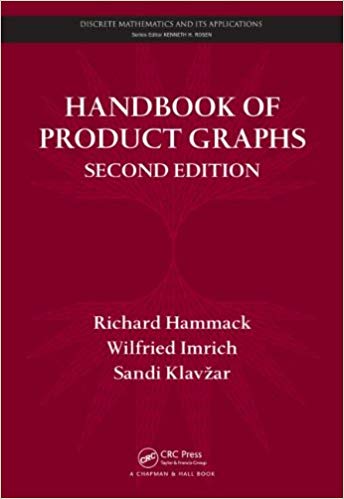 DISCRETE MATHEMATICS AND ITS APPLICATIONS
Series Editor KENNETH H. ROSEN
HANDBOOK OF
PRODUCT GRAPHS
SECOND EDITION
Richard Hammack
Wilfried Imrich
Sandi Klavžar
CRC
CRC Press
Taylor & Francis Group
A CHAPMAN & HALL BOOK